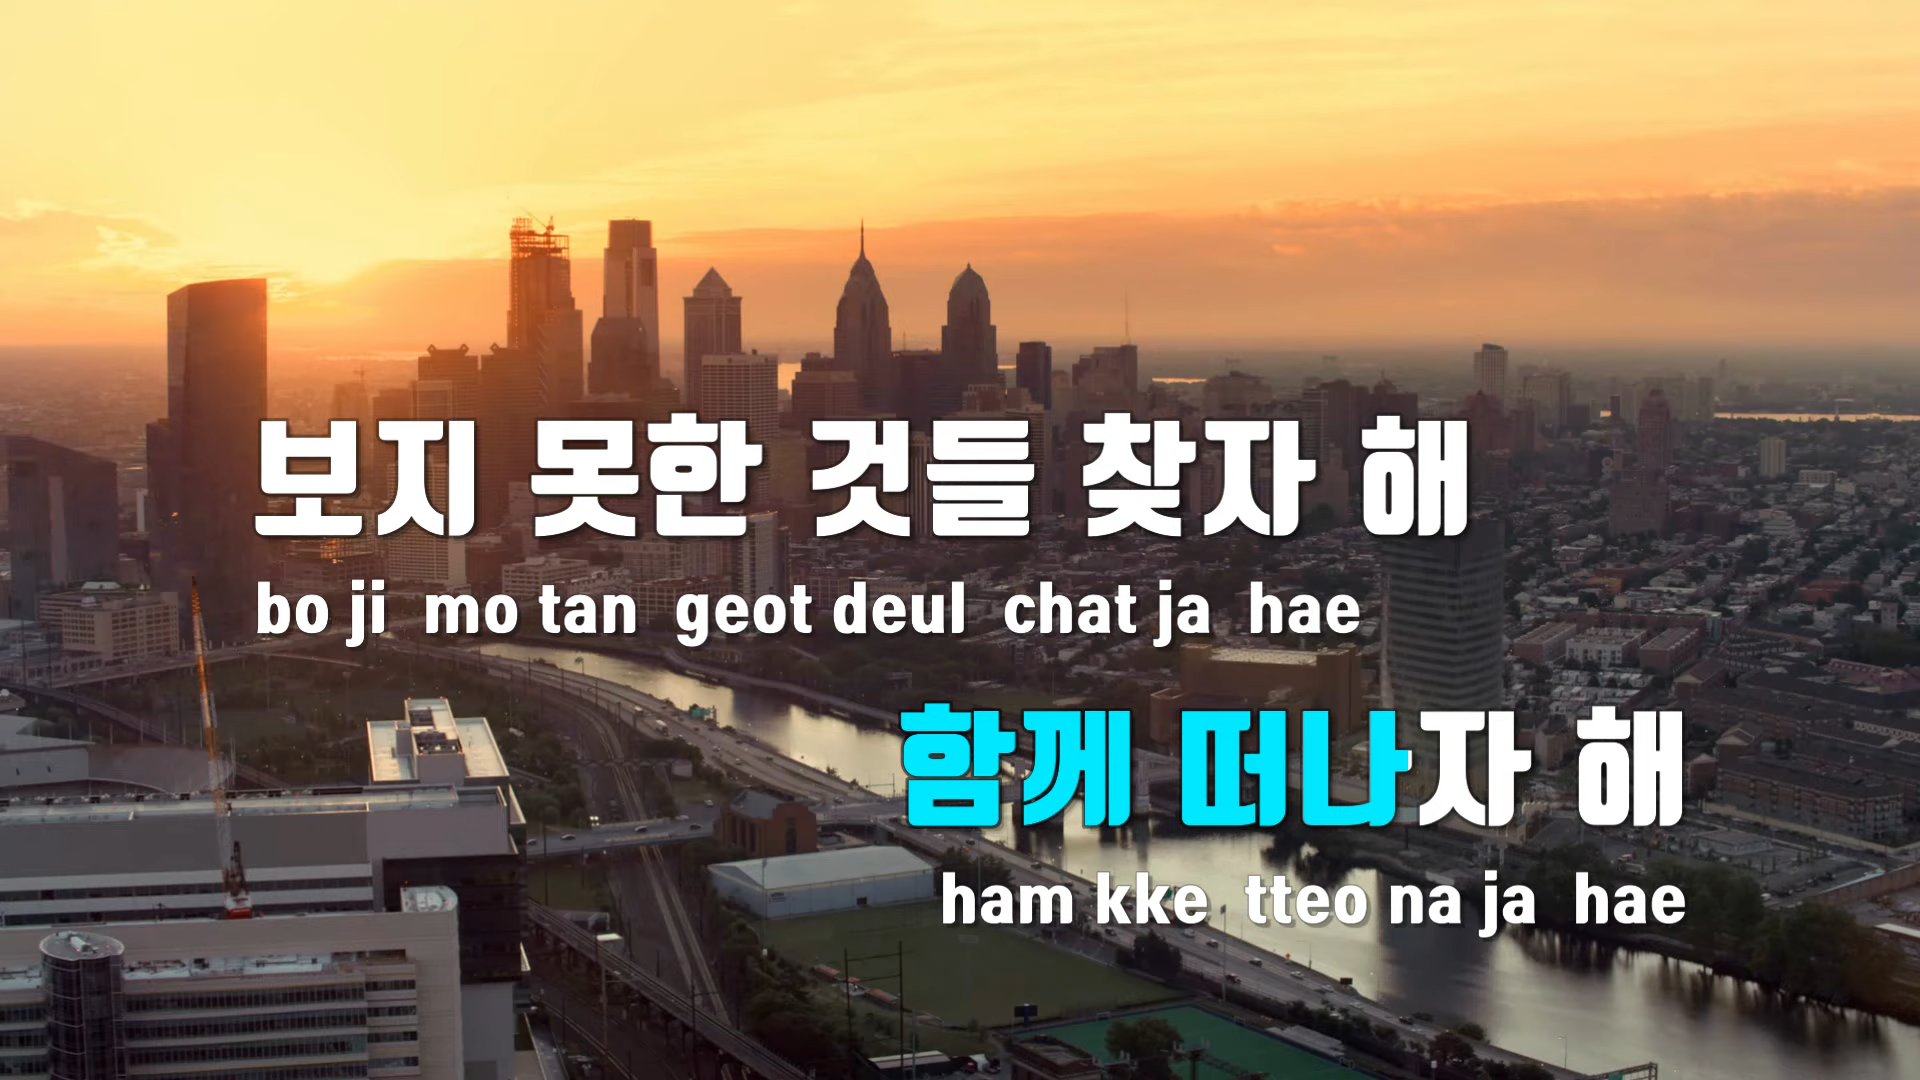 보지 못한 것들 찾자 해
bo ji mo tan geot deul chat ja hae
함께 떠나자 해
ham kke tteo na ja hae